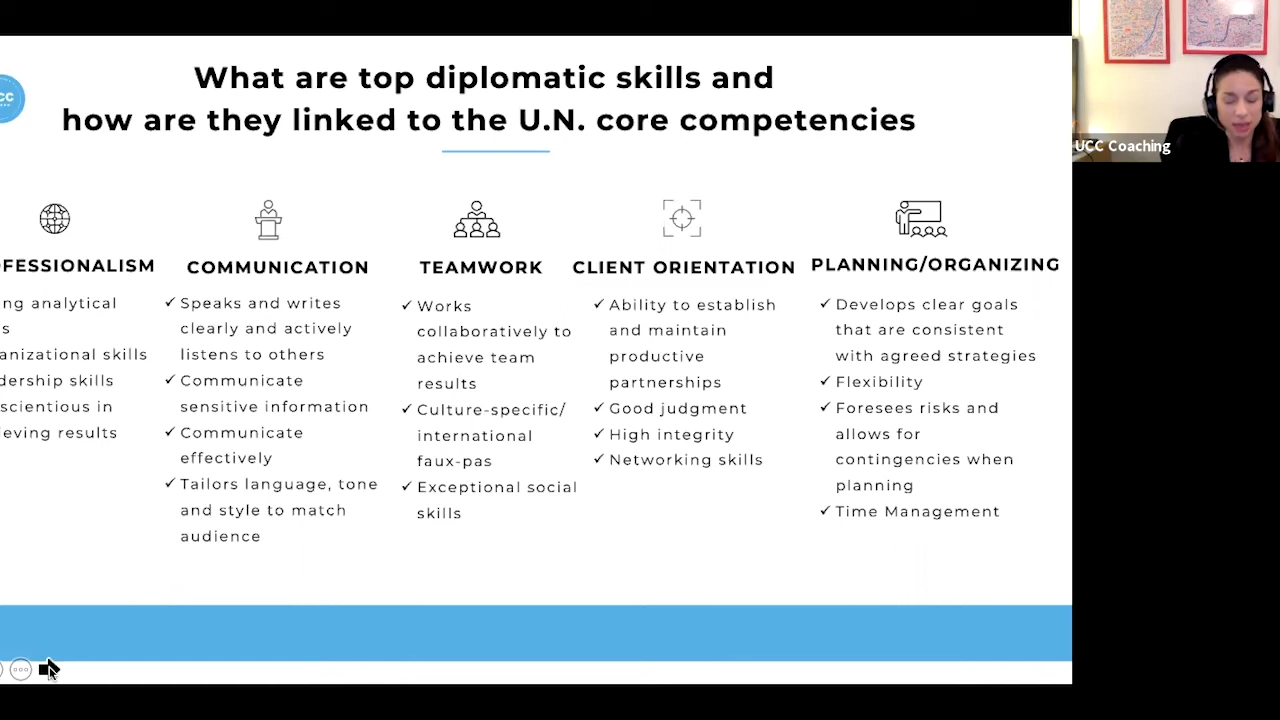 What are top diplomatic skills and
how are they linked to the U.N. core competencies
UCC Coaching
CC
FESSIONALISM
ng analytical
s
anizational skills
dership skills
scientious in
ieving results
COMMUNICATION
✓ Speaks and writes
clearly and actively
listens to others
✓ Communicate
sensitive information
✓ Communicate
effectively
✓ Tailors language, tone
and style to match
audience
TEAMWORK
✓ Works
collaboratively to
achieve team
results
✓ Culture-specific/
international
faux-pas
✓ Exceptional social
skills
CLIENT ORIENTATION
✓ Ability to establish
and maintain
productive
partnerships
✓ Good judgment
✓ High integrity
✓ Networking skills
PLANNING/ORGANIZING
✓ Develops clear goals
that are consistent
with agreed strategies
✓ Flexibility
✓ Foresees risks and
allows for
contingencies when
planning
✓ Time Management